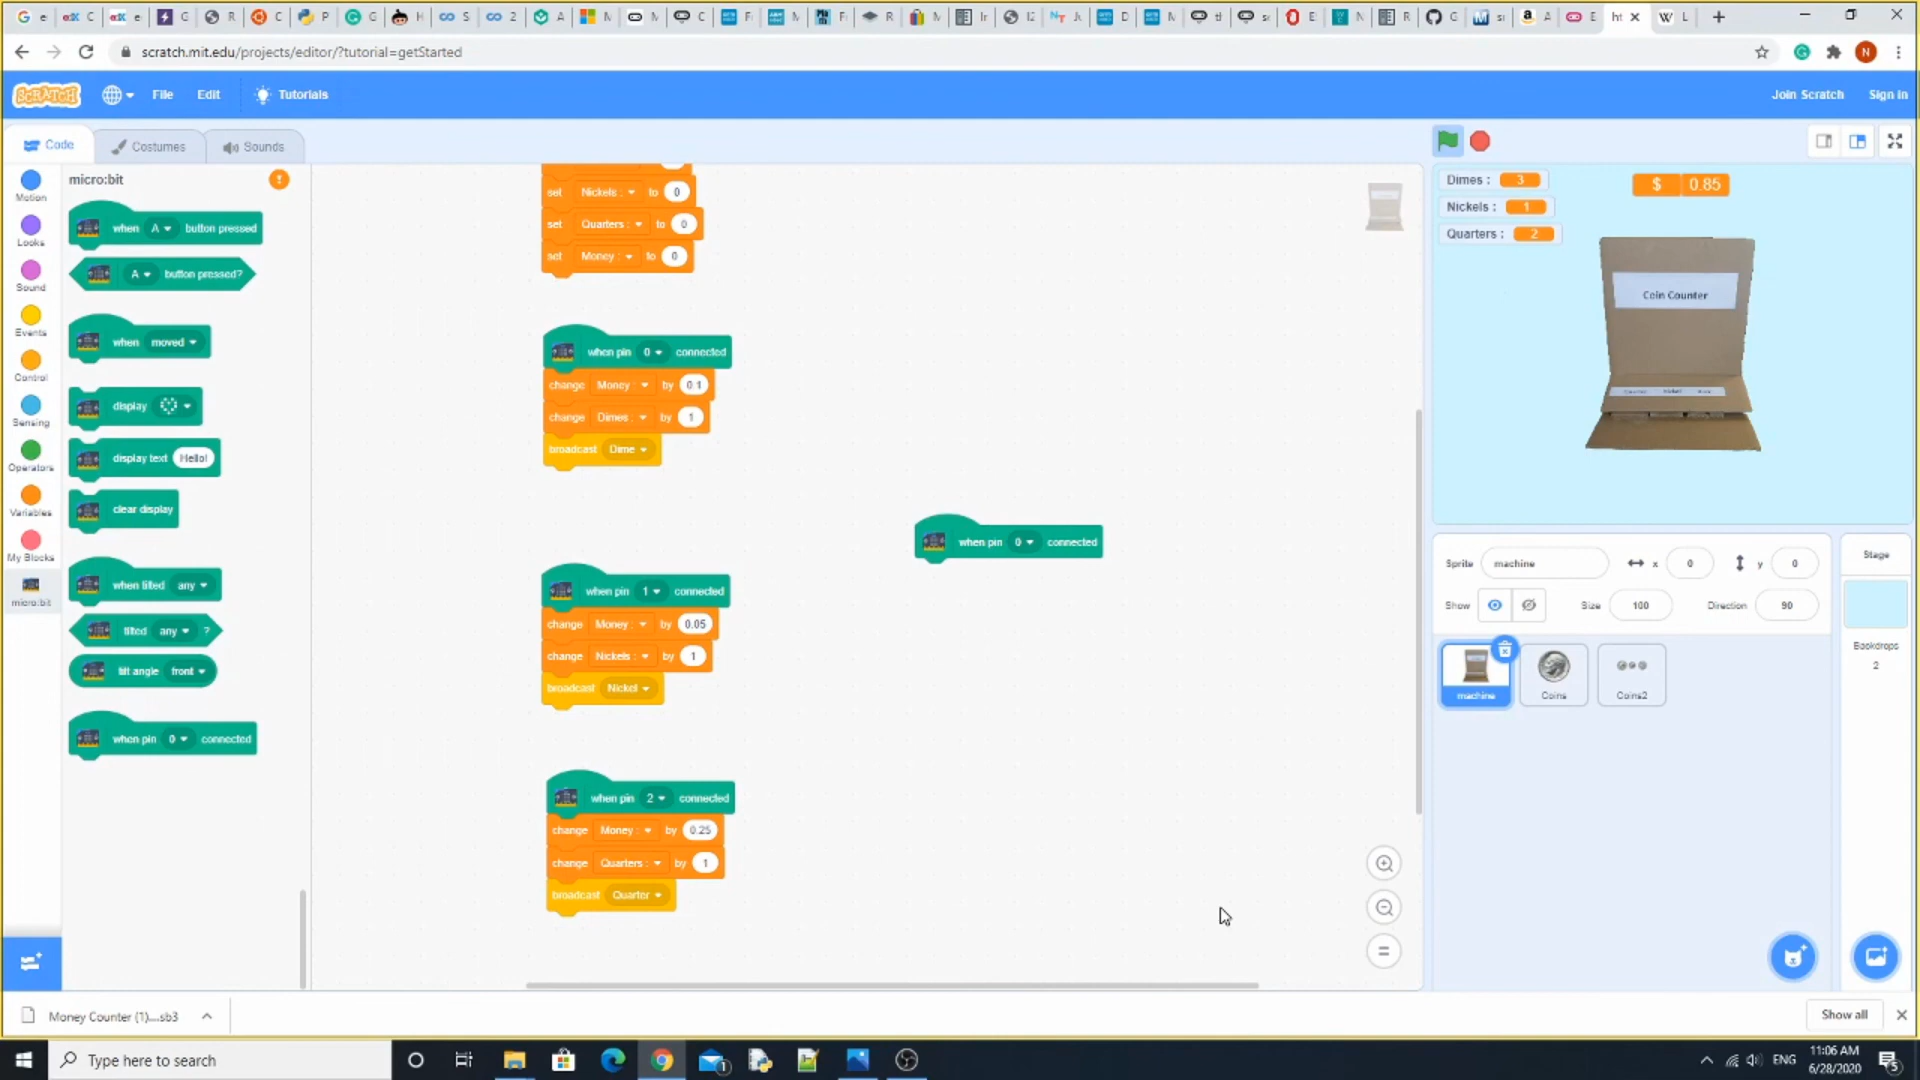 scratch.mit.edu/projects/editor/?tutorial=getStarted
N
SCRATCH
File
Edit
Tutorials
Join Scratch
Sign in
Code
Costumes
Sounds
micro:bit
Motion
Looks
Sound
Events
Control
Sensing
Operators
Variables
My Blocks
micro:bit
when A button pressed
A button pressed?
when moved
display
display text Hello!
clear display
when tilted any
tilted any ?
tilt angle front
when pin 0 connected
set Nickels : to 0
set Quarters : to 0
set Money : to 0
when pin 0 connected
change Money : by 0.1
change Dimes : by 1
broadcast Dime
when pin 1 connected
change Money : by 0.05
change Nickels : by 1
broadcast Nickel
when pin 2 connected
change Money : by 0.25
change Quarters : by 1
broadcast Quarter
when pin 0 connected
Dimes : 3
Nickels : 1
Quarters : 2
$ 0.85
Coin Counter
Sprite machine
x 0
y 0
Show
Size 100
Direction 90
machine
Coins
Coins2
Stage
Backdrops
2
Money Counter (1)....sb3
Show all
Type here to search
1
ENG
11:06 AM
6/28/2020
5